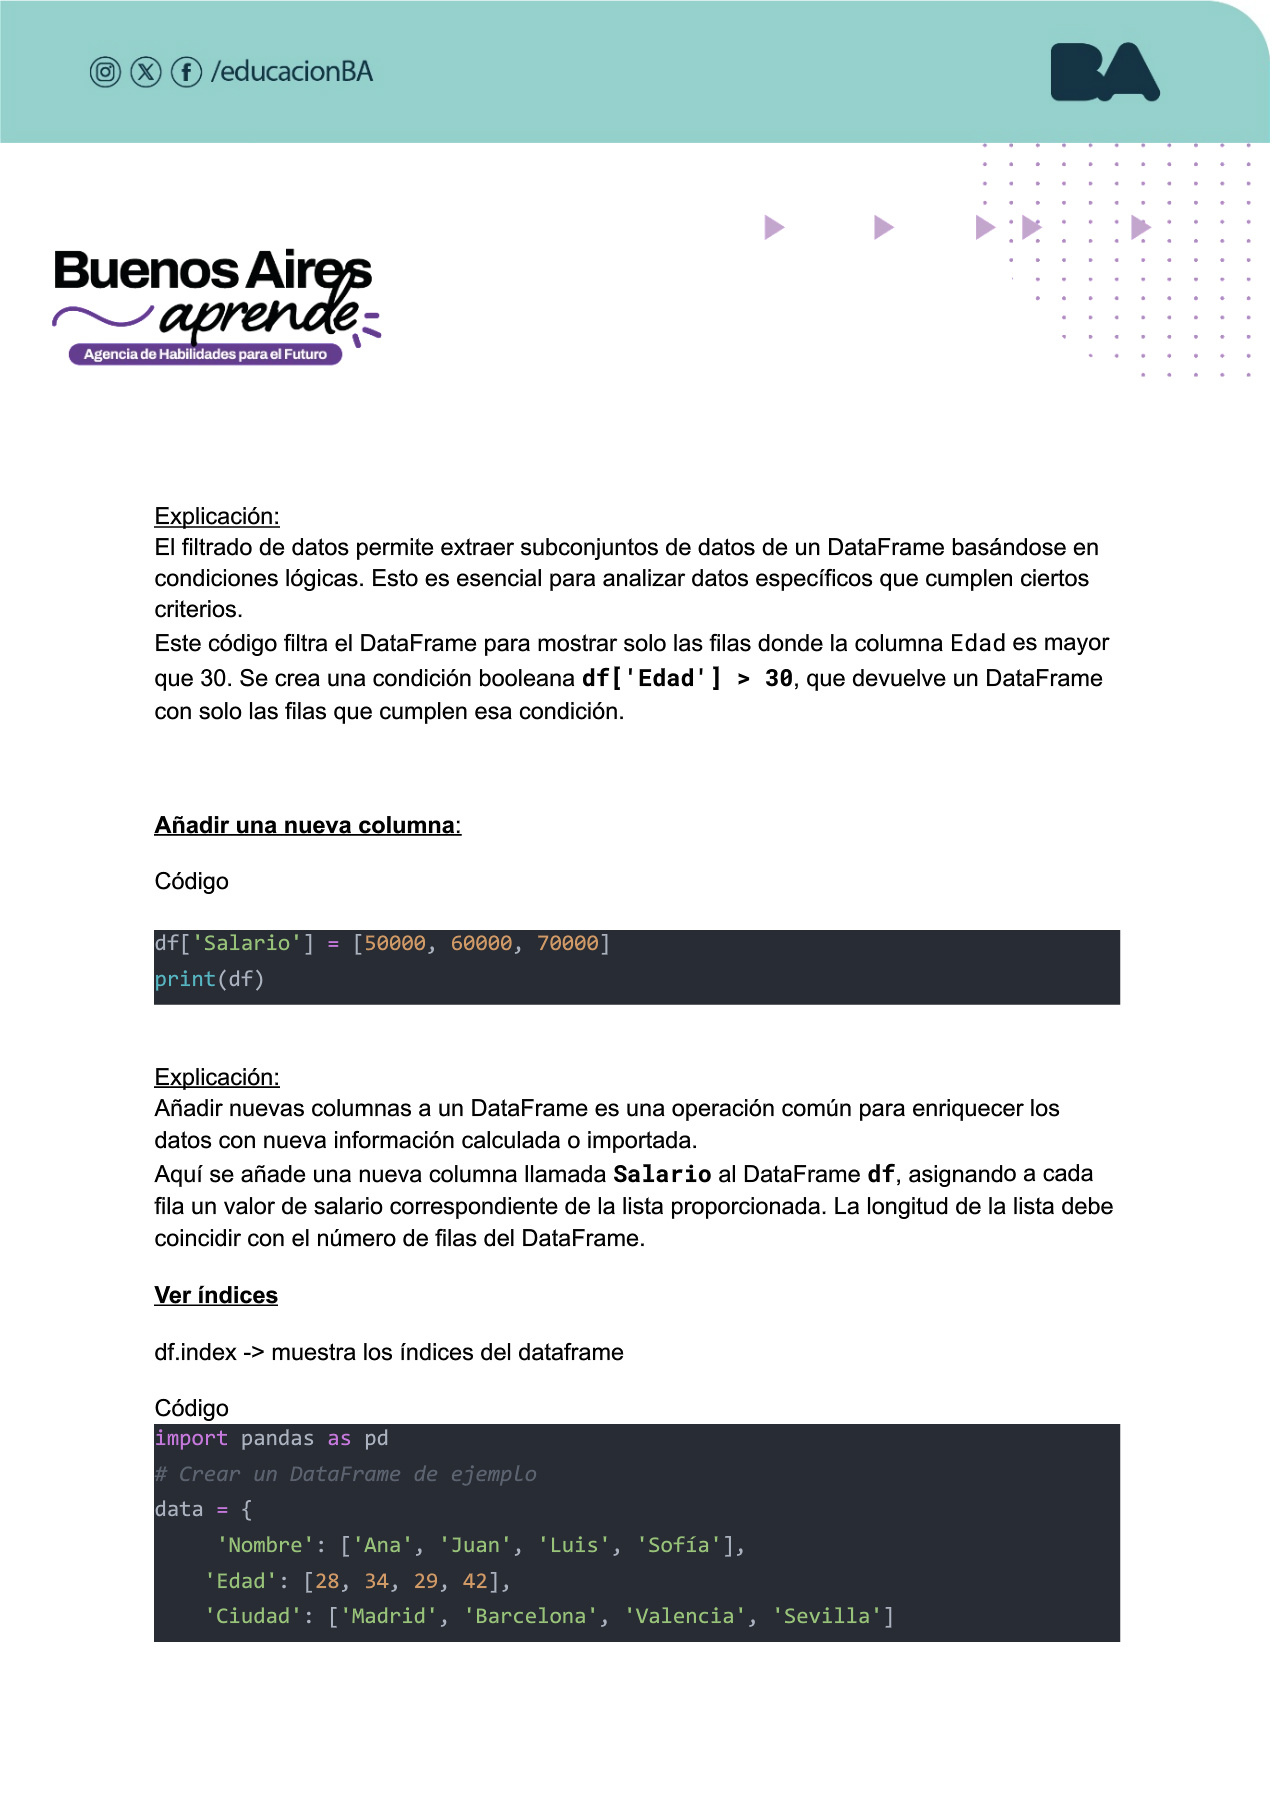 /educacionBA
BA
Buenos Aires
aprende
Agencia de Habilidades para el Futuro
Explicación:
El filtrado de datos permite extraer subconjuntos de datos de un DataFrame basándose en
condiciones lógicas. Esto es esencial para analizar datos específicos que cumplen ciertos
criterios.
Este código filtra el DataFrame para mostrar solo las filas donde la columna Edad es mayor
que 30. Se crea una condición booleana df['Edad'] > 30, que devuelve un DataFrame
con solo las filas que cumplen esa condición.
Añadir una nueva columna:
Código
df['Salario'] = [50000, 60000, 70000]
print(df)
Explicación:
Añadir nuevas columnas a un DataFrame es una operación común para enriquecer los
datos con nueva información calculada o importada.
Aquí se añade una nueva columna llamada Salario al DataFrame df, asignando a cada
fila un valor de salario correspondiente de la lista proporcionada. La longitud de la lista debe
coincidir con el número de filas del DataFrame.
Ver índices
df.index -> muestra los índices del dataframe
Código
import pandas as pd
# Crear un DataFrame de ejemplo
data = {
'Nombre': ['Ana', 'Juan', 'Luis', 'Sofía'],
'Edad': [28, 34, 29, 42],
'Ciudad': ['Madrid', 'Barcelona', 'Valencia', 'Sevilla']